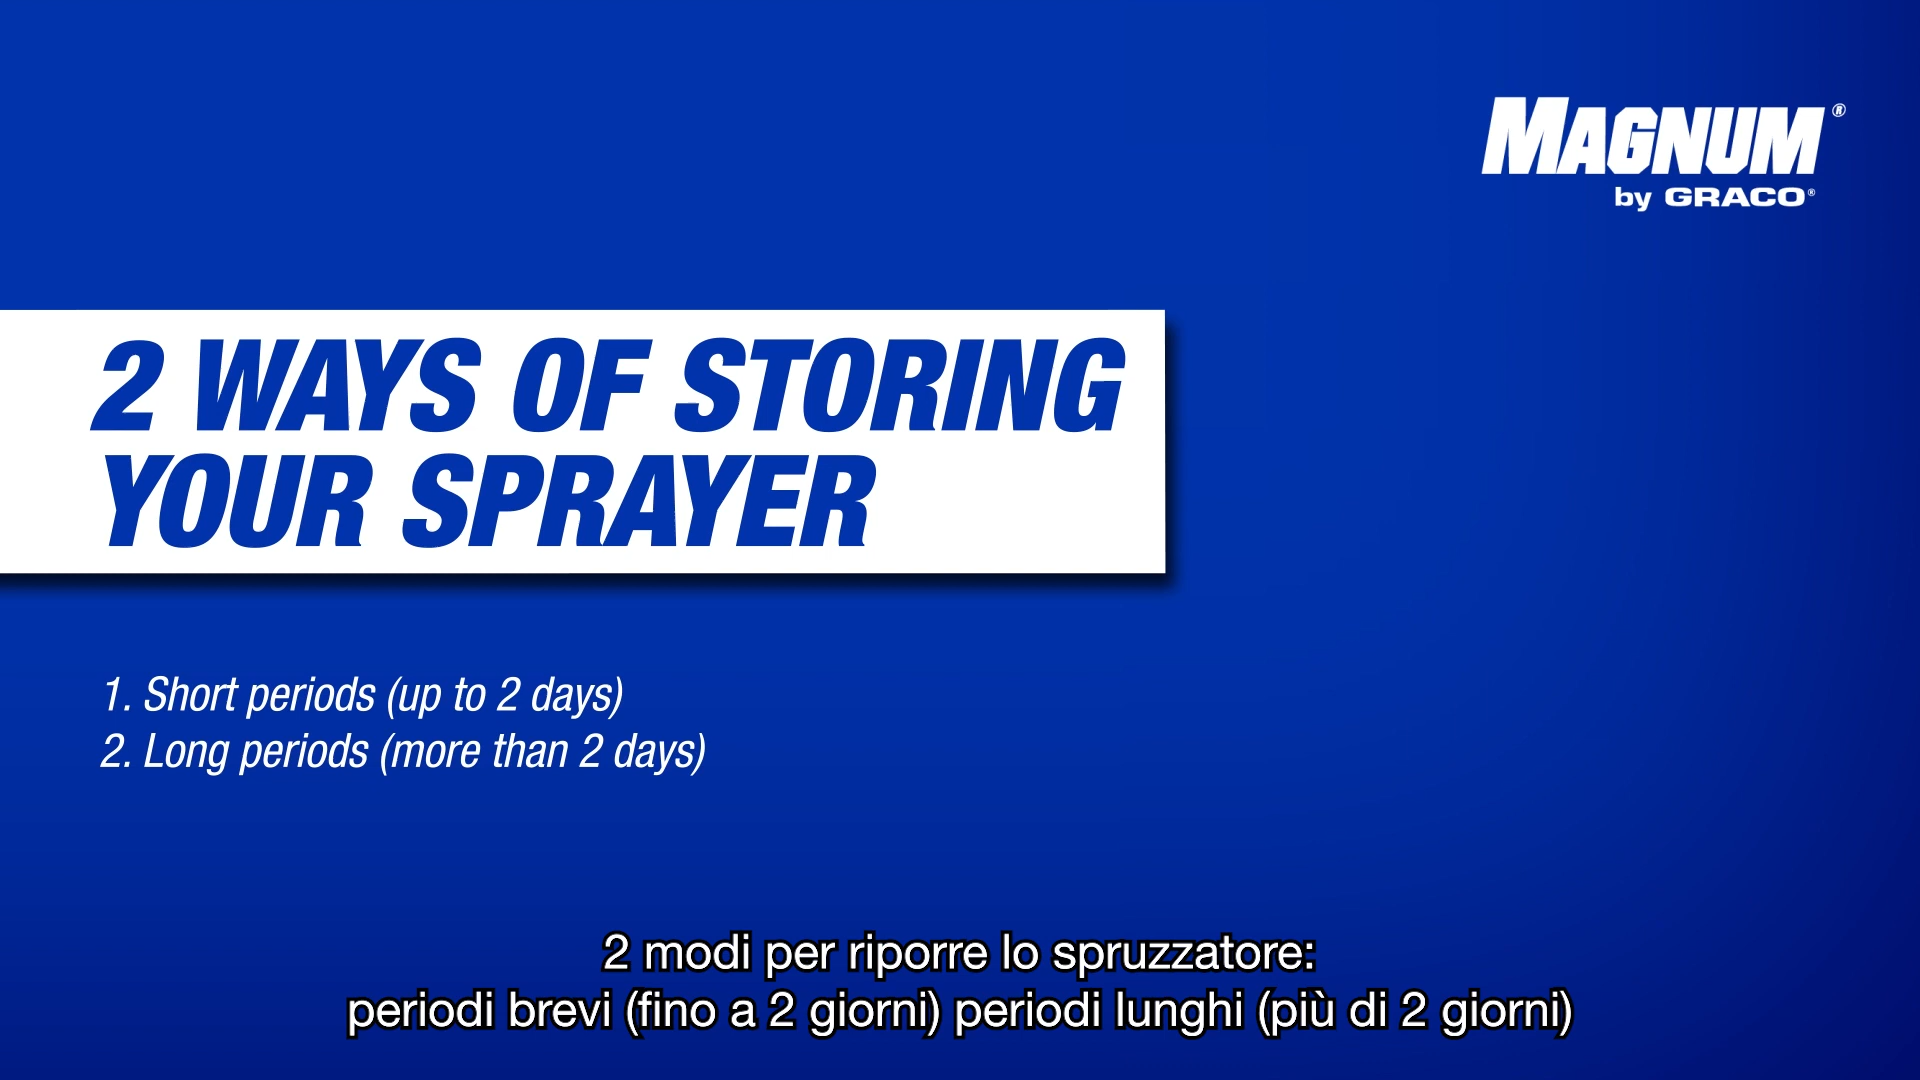 MAGNUM®
by GRACO®
2 WAYS OF STORING
YOUR SPRAYER
1. Short periods (up to 2 days)
2. Long periods (more than 2 days)
2 modi per riporre lo spruzzatore:
periodi brevi (fino a 2 giorni) periodi lunghi (più di 2 giorni)